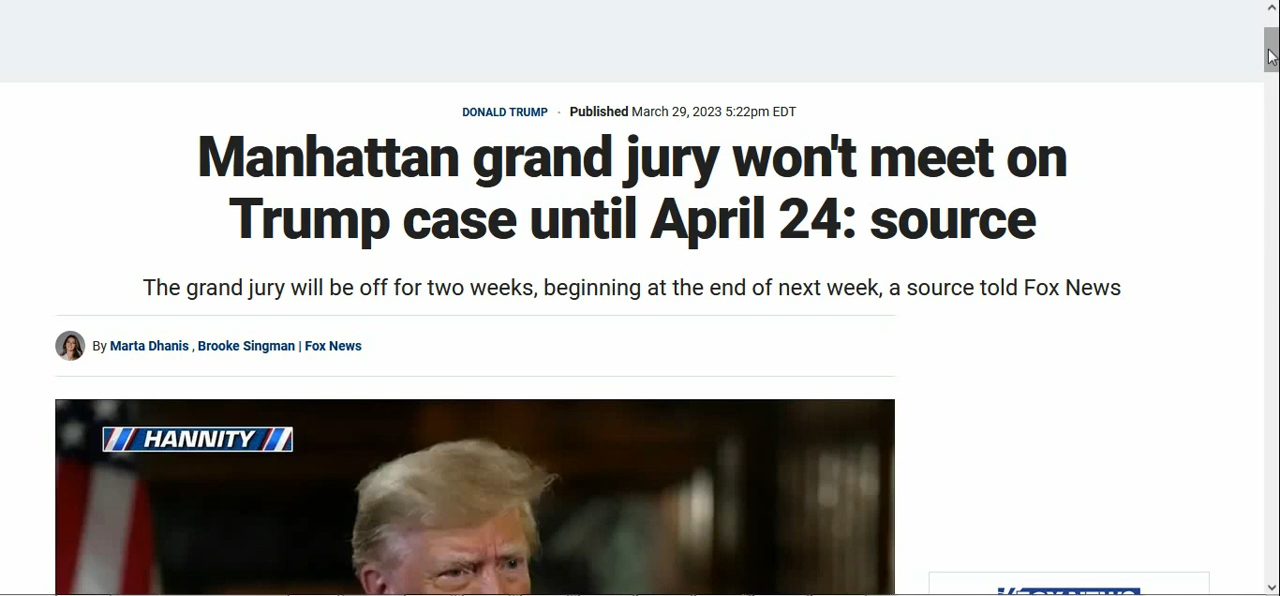 DONALD TRUMP · Published March 29, 2023 5:22pm EDT
Manhattan grand jury won't meet on
Trump case until April 24: source
The grand jury will be off for two weeks, beginning at the end of next week, a source told Fox News
By Marta Dhanis , Brooke Singman | Fox News
HANNITY
FOX NEWS